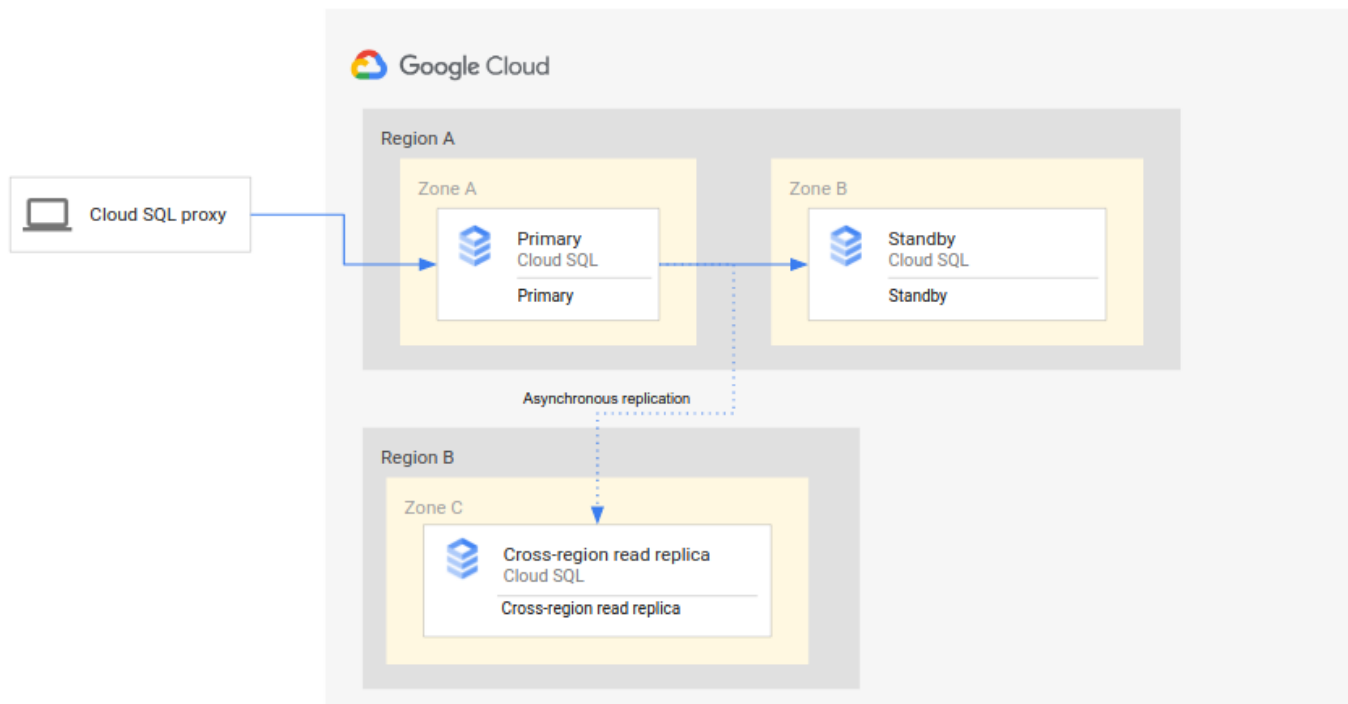 Google Cloud
Region A
Zone A
Zone B
Cloud SQL proxy
Primary
Cloud SQL
Primary
Standby
Cloud SQL
Standby
Asynchronous replication
Region B
Zone C
Cross-region read replica
Cloud SQL
Cross-region read replica